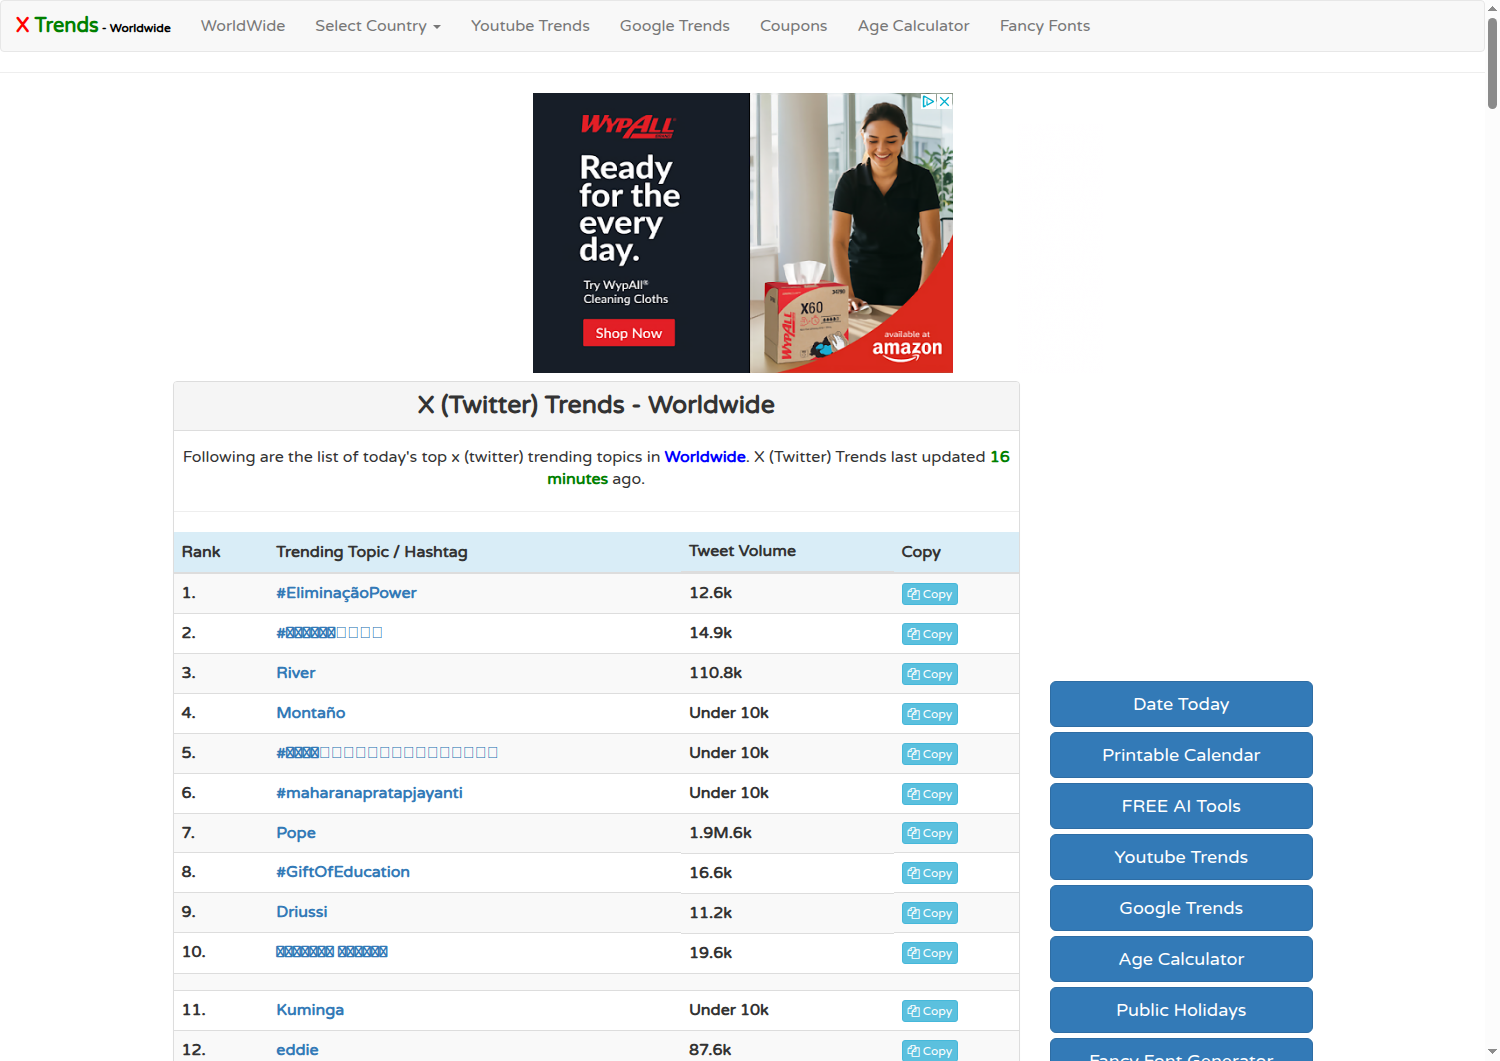 X Trends - Worldwide WorldWide Select Country Youtube Trends Google Trends Coupons Age Calculator Fancy Fonts
WYPALL
Ready
for the
every
day.
Try WypAll®
Cleaning Cloths
Shop Now
X60
WYPALL
available at
amazon
X (Twitter) Trends - Worldwide
Following are the list of today's top x (twitter) trending topics in Worldwide. X (Twitter) Trends last updated 16
minutes ago.
Rank Trending Topic / Hashtag Tweet Volume Copy
1. #EliminaçãoPower 12.6k Copy
2. # 14.9k Copy
3. River 110.8k Copy
4. Montaño Under 10k Copy
5. # Under 10k Copy
6. #maharanapratapjayanti Under 10k Copy
7. Pope 1.9M.6k Copy
8. #GiftOfEducation 16.6k Copy
9. Driussi 11.2k Copy
10. 19.6k Copy
11. Kuminga Under 10k Copy
12. eddie 87.6k Copy
Date Today
Printable Calendar
FREE AI Tools
Youtube Trends
Google Trends
Age Calculator
Public Holidays
Fancy Font Generator